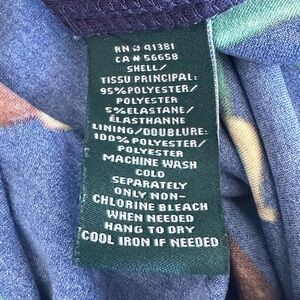 RN# 41381
CA# 56658
SHELL/
TISSU PRINCIPAL:
95%POLYESTER/
POLYESTER
5%ELASTANE/
ÉLASTHANNE
LINING/DOUBLURE:
100%POLYESTER/
POLYESTER
MACHINE WASH
COLD
SEPARATELY
ONLY NON-
CHLORINE BLEACH
WHEN NEEDED
HANG TO DRY
COOL IRON IF NEEDED